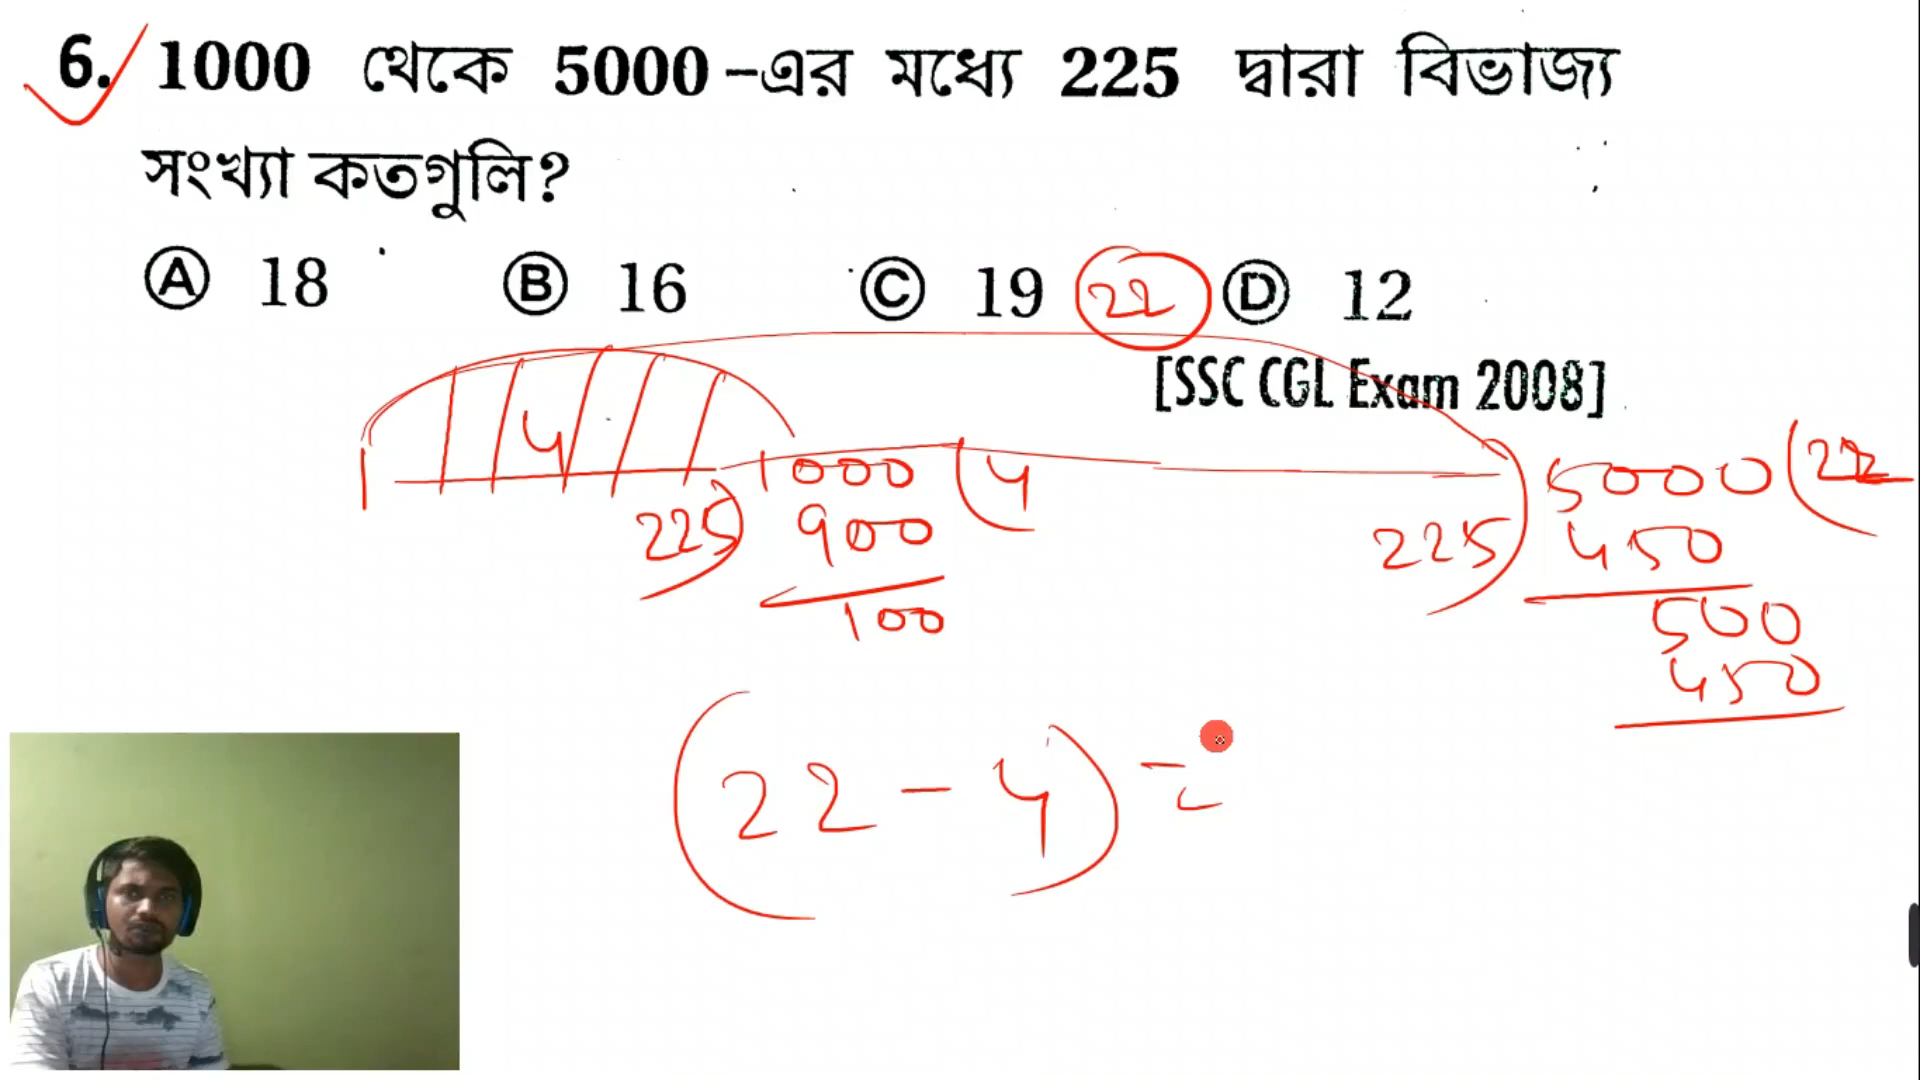 6. 1000 থেকে 5000-এর মধ্যে 225 দ্বারা বিভাজ্য
সংখ্যা কতগুলি?
Ⓐ 18 Ⓑ 16 Ⓒ 19 22 Ⓓ 12
[SSC CGL Exam 2008]
1 4
225) 1000 (4
900
100
225) 5000 (22
450
500
450
(22 - 4) =